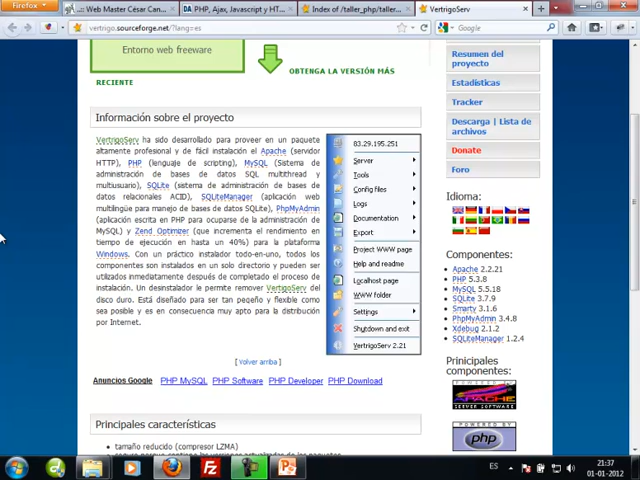 Firefox
.:: Web Master César Can...
PHP, Ajax, Javascript y HT...
Index of /taller_php/taller...
VertrigoServ
vertrigo.sourceforge.net/?lang=es
Google
Entorno web freeware
OBTENGA LA VERSIÓN MÁS
RECIENTE
Información sobre el proyecto
VertrigoServ ha sido desarrollado para proveer en un paquete
altamente profesional y de fácil instalación el Apache (servidor
HTTP), PHP (lenguaje de scripting), MySQL (Sistema de
administración de bases de datos SQL multithread y
multiusuario), SQLite (sistema de administración de bases de
datos relacionales ACID), SQLiteManager (aplicación web
multilingüe para manejo de bases de datos SQLite), PhpMyAdmin
(aplicación escrita en PHP para ocuparse de la administración de
MySQL) y Zend Optimizer (que incrementa el rendimiento en
tiempo de ejecución en hasta un 40%) para la plataforma
Windows. Con un práctico instalador todo-en-uno, todos los
componentes son instalados en un solo directorio y pueden ser
utilizados inmediatamente después de completado el proceso de
instalación. Un desinstalador le permite remover VertrigoServ del
disco duro. Está diseñado para ser tan peqeño y flexible como
sea posible y es en consecuencia muy apto para la distribución
por Internet.
83.29.195.251
Server
Tools
Config files
Logs
Documentation
Export
Project WWW page
Help and readme
Localhost page
WWW folder
Settings
Shutdown and exit
VertrigoServ 2.21
[ Volver arriba ]
Anuncios Google
PHP MySQL
PHP Software
PHP Developer
PHP Download
Principales características
tamaño reducido (compresor LZMA)
Resumen del
proyecto
Estadísticas
Tracker
Descarga | Lista de
archivos
Donate
Foro
Idioma:
Componentes:
Apache 2.2.21
PHP 5.3.8
MySQL 5.5.18
SQLite 3.7.9
Smarty 3.1.6
PhpMyAdmin 3.4.8
Xdebug 2.1.2
SQLiteManager 1.2.4
Prinicipales
componentes:
POWERED BY
APACHE
SERVER SOFTWARE
POWERED BY
php
ES
21:37
01-01-2012